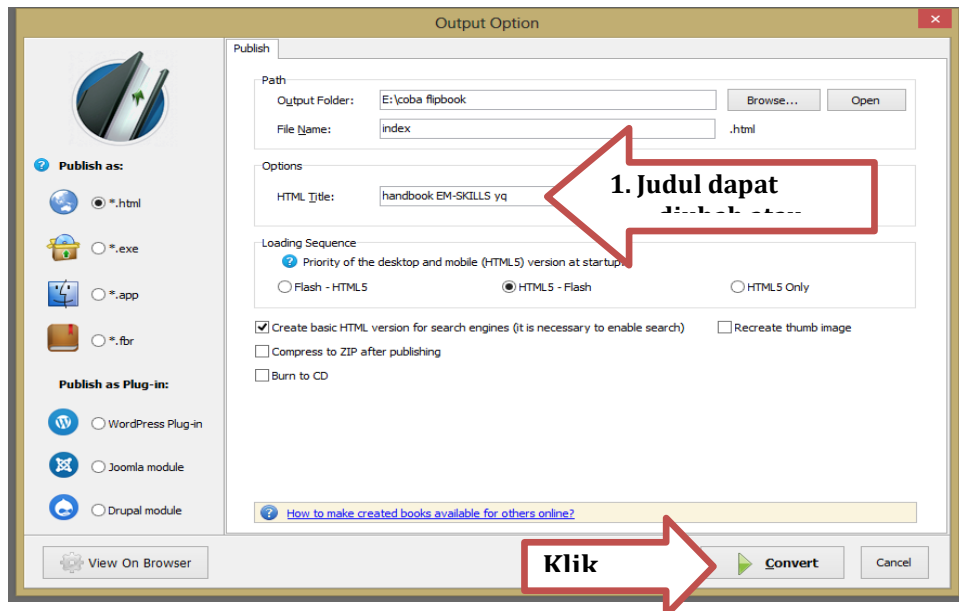 Output Option
Publish
Path
Output Folder:
E:\coba flipbook
Browse...
Open
File Name:
index
.html
Publish as:
Options
HTML Title:
handbook EM-SKILLS yg
1. Judul dapat
*.html
*.exe
*.app
*.fbr
Loading Sequence
Priority of the desktop and mobile (HTML5) version at startup
Flash - HTML5
HTML5 - Flash
HTML5 Only
Create basic HTML version for search engines (it is necessary to enable search)
Recreate thumb image
Compress to ZIP after publishing
Burn to CD
Publish as Plug-in:
WordPress Plug-in
Joomla module
Drupal module
How to make created books available for others online?
View On Browser
Klik
Convert
Cancel